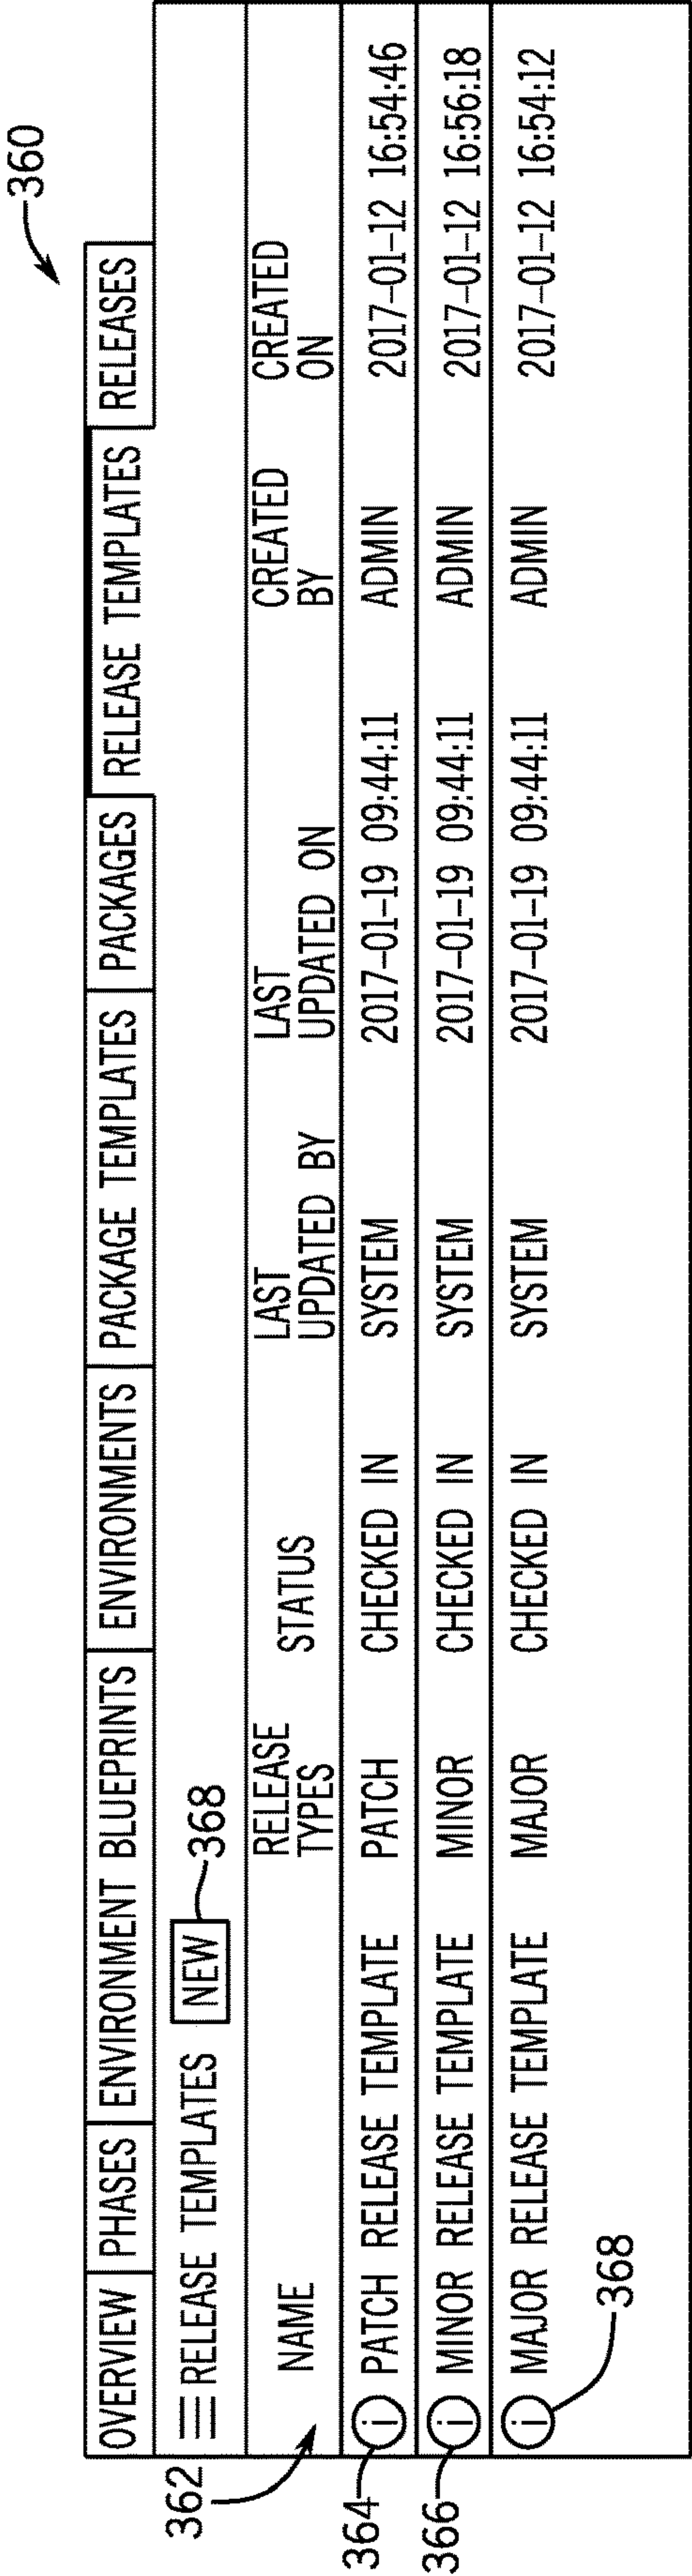 360
OVERVIEW PHASES ENVIRONMENT BLUEPRINTS ENVIRONMENTS PACKAGE TEMPLATES PACKAGES RELEASE TEMPLATES RELEASES
RELEASE TEMPLATES NEW 368
362
NAME RELEASE TYPES STATUS LAST UPDATED BY LAST UPDATED ON CREATED BY CREATED ON
364 i PATCH RELEASE TEMPLATE PATCH CHECKED IN SYSTEM 2017-01-19 09:44:11 ADMIN 2017-01-12 16:54:46
366 i MINOR RELEASE TEMPLATE MINOR CHECKED IN SYSTEM 2017-01-19 09:44:11 ADMIN 2017-01-12 16:56:18
i MAJOR RELEASE TEMPLATE MAJOR CHECKED IN SYSTEM 2017-01-19 09:44:11 ADMIN 2017-01-12 16:54:12
368